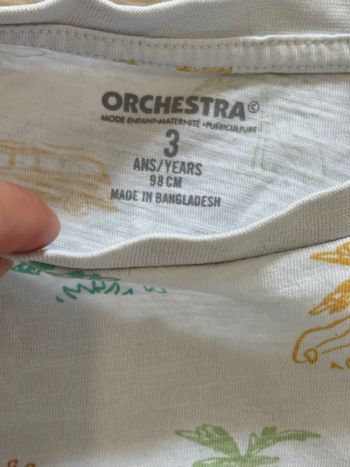 ORCHESTRA©
MODE ENFANT•MATERNITÉ •PUÉRICULTURE
3
ANS/YEARS
98 CM
MADE IN BANGLADESH